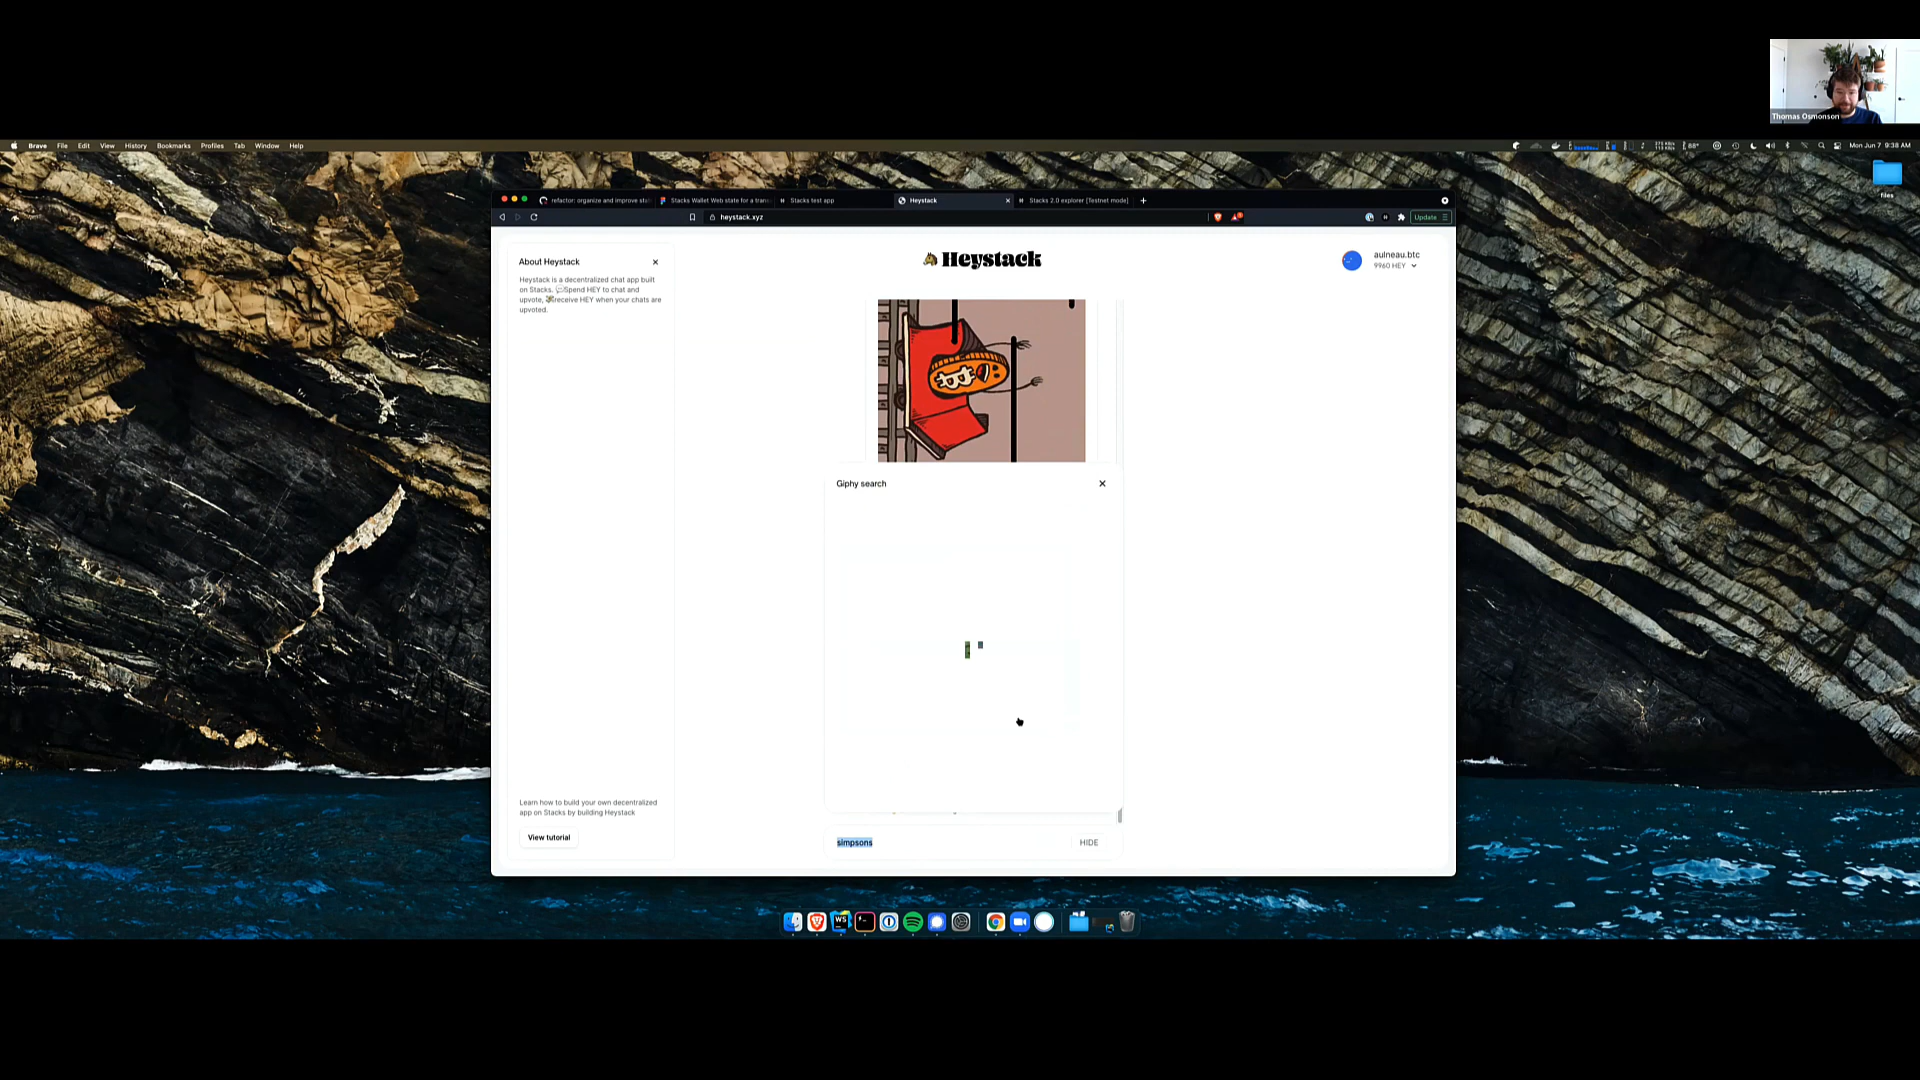 Thomas Osmonson
Brave File Edit View History Bookmarks Profiles Tab Window Help
88° Mon Jun 7 9:38 AM
files
refactor: organize and improve sta
Stacks Wallet Web state for a trans
Stacks test app
Heystack
Stacks 2.0 explorer [Testnet mode]
heystack.xyz
Update
About Heystack
Heystack is a decentralized chat app built
on Stacks. Spend HEY to chat and
upvote, receive HEY when your chats are
upvoted.
Heystack
aulneau.btc
9960 HEY
B
Giphy search
Learn how to build your own decentralized
app on Stacks by building Heystack
View tutorial
simpsons
HIDE
WS